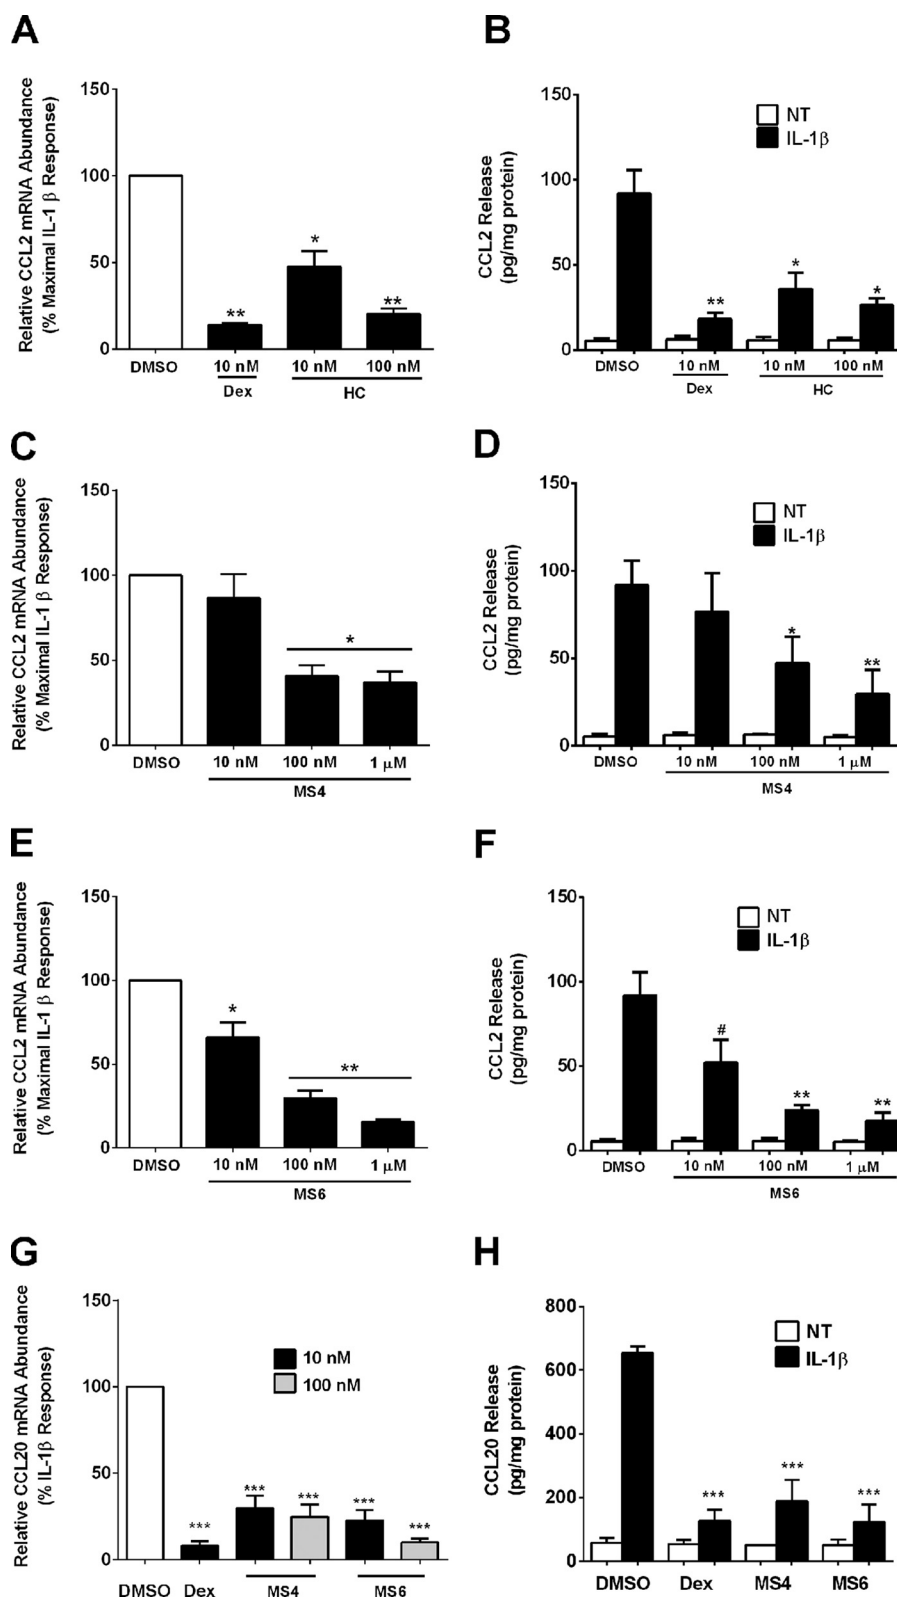 A
Relative CCL2 mRNA Abundance
(% Maximal IL-1 β Response)
150
100
50
0
**
*
**
DMSO
10 nM
10 nM
100 nM
Dex
HC
B
CCL2 Release
(pg/mg protein)
150
100
50
0
NT
IL-1β
**
*
*
DMSO
10 nM
10 nM
100 nM
Dex
HC
C
Relative CCL2 mRNA Abundance
(% Maximal IL-1 β Response)
150
100
50
0
*
DMSO
10 nM
100 nM
1 μM
MS4
D
CCL2 Release
(pg/mg protein)
150
100
50
0
NT
IL-1β
*
**
DMSO
10 nM
100 nM
1 μM
MS4
E
Relative CCL2 mRNA Abundance
(% Maximal IL-1 β Response)
150
100
50
0
*
**
DMSO
10 nM
100 nM
1 μM
MS6
F
CCL2 Release
(pg/mg protein)
150
100
50
0
NT
IL-1β
#
**
**
DMSO
10 nM
100 nM
1 μM
MS6
G
Relative CCL20 mRNA Abundance
(% IL-1β Response)
150
100
50
0
10 nM
100 nM
***
***
***
***
***
DMSO
Dex
MS4
MS6
H
CCL20 Release
(pg/mg protein)
800
600
400
200
0
NT
IL-1β
***
***
***
DMSO
Dex
MS4
MS6